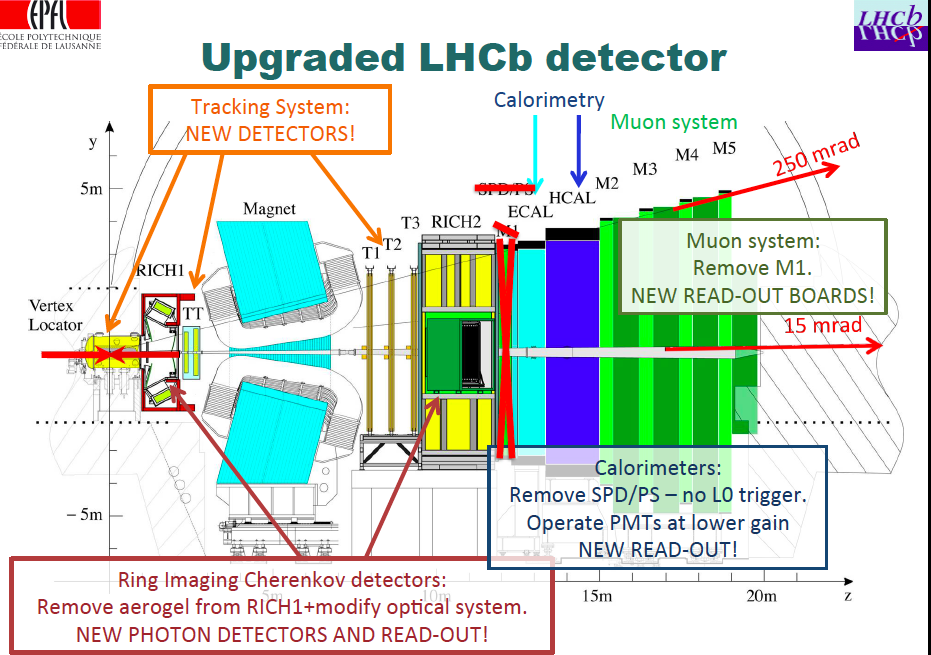 EPFL
ÉCOLE POLYTECHNIQUE
FÉDÉRALE DE LAUSANNE
LHCb
Upgraded LHCb detector
Tracking System:
NEW DETECTORS!
Calorimetry
Muon system
y
5m
Magnet
SPD/PS
ECAL
HCAL
M1
M2
M3
M4
M5
250 mrad
T1
T2
T3
RICH2
RICH1
TT
Vertex
Locator
Muon system:
Remove M1.
NEW READ-OUT BOARDS!
15 mrad
− 5m
Calorimeters:
Remove SPD/PS – no L0 trigger.
Operate PMTs at lower gain
NEW READ-OUT!
Ring Imaging Cherenkov detectors:
Remove aerogel from RICH1+modify optical system.
NEW PHOTON DETECTORS AND READ-OUT!
5m
10m
15m
20m
z